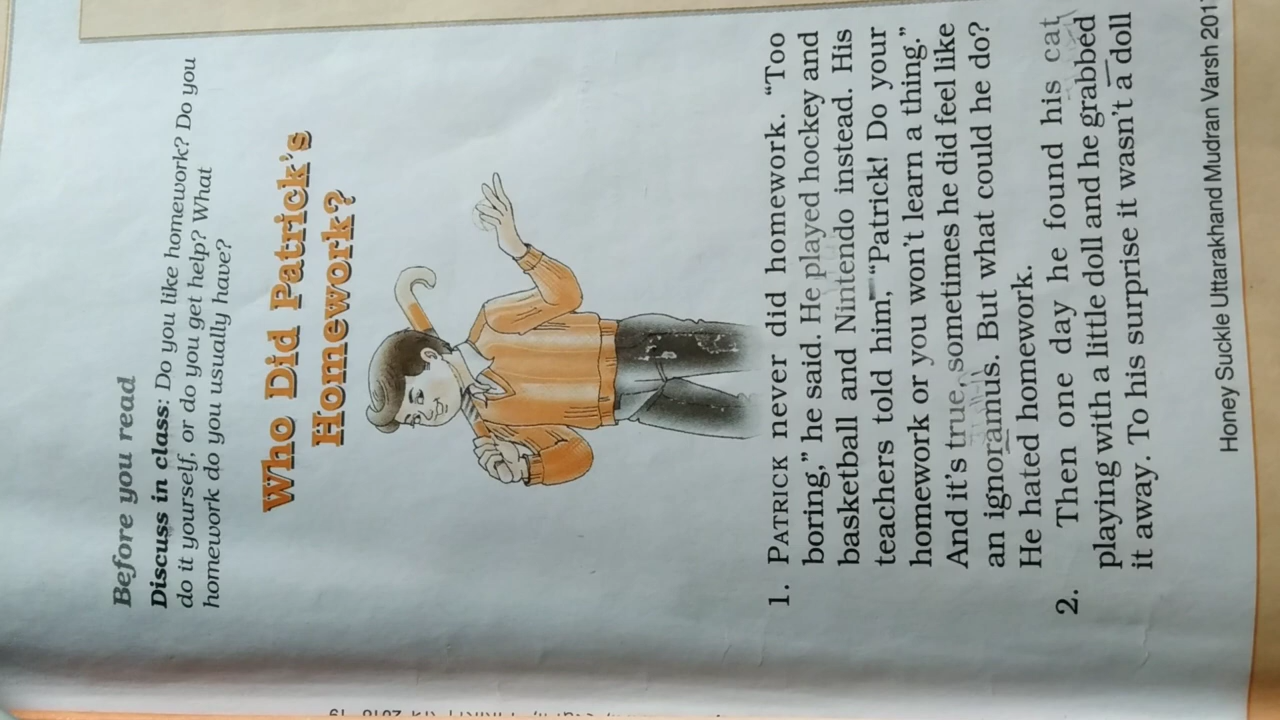 Before you read
Discuss in class: Do you like homework? Do you
do it yourself, or do you get help? What
homework do you usually have?
Who Did Patrick's
Homework?
1. PATRICK never did homework. “Too
boring,” he said. He played hockey and
basketball and Nintendo instead. His
teachers told him, “Patrick! Do your
homework or you won't learn a thing.”
And it's true, sometimes he did feel like
an ignoramus. But what could he do?
He hated homework.
2. Then one day he found his cat
playing with a little doll and he grabbed
it away. To his surprise it wasn't a doll
Honey Suckle Uttarakhand Mudran Varsh 201